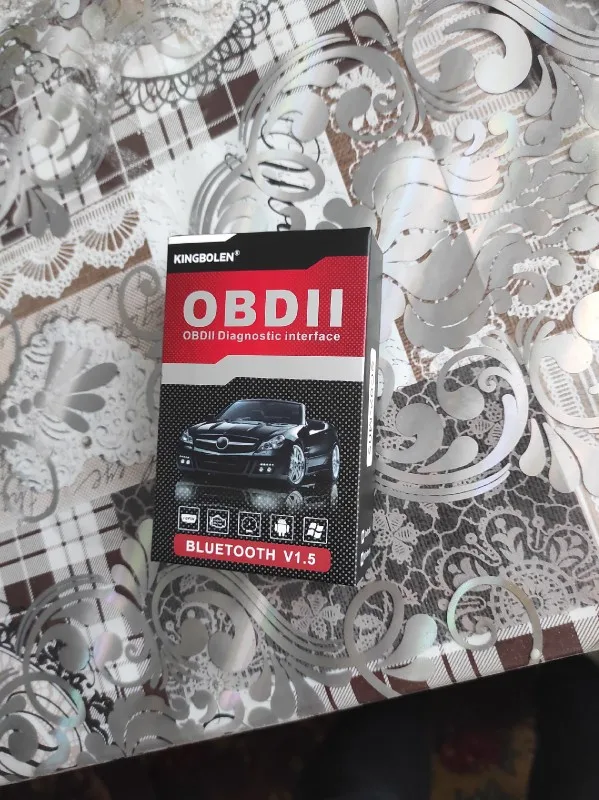 KINGBOLEN®
OBDII
OBDII Diagnostic interface
BLUETOOTH V1.5